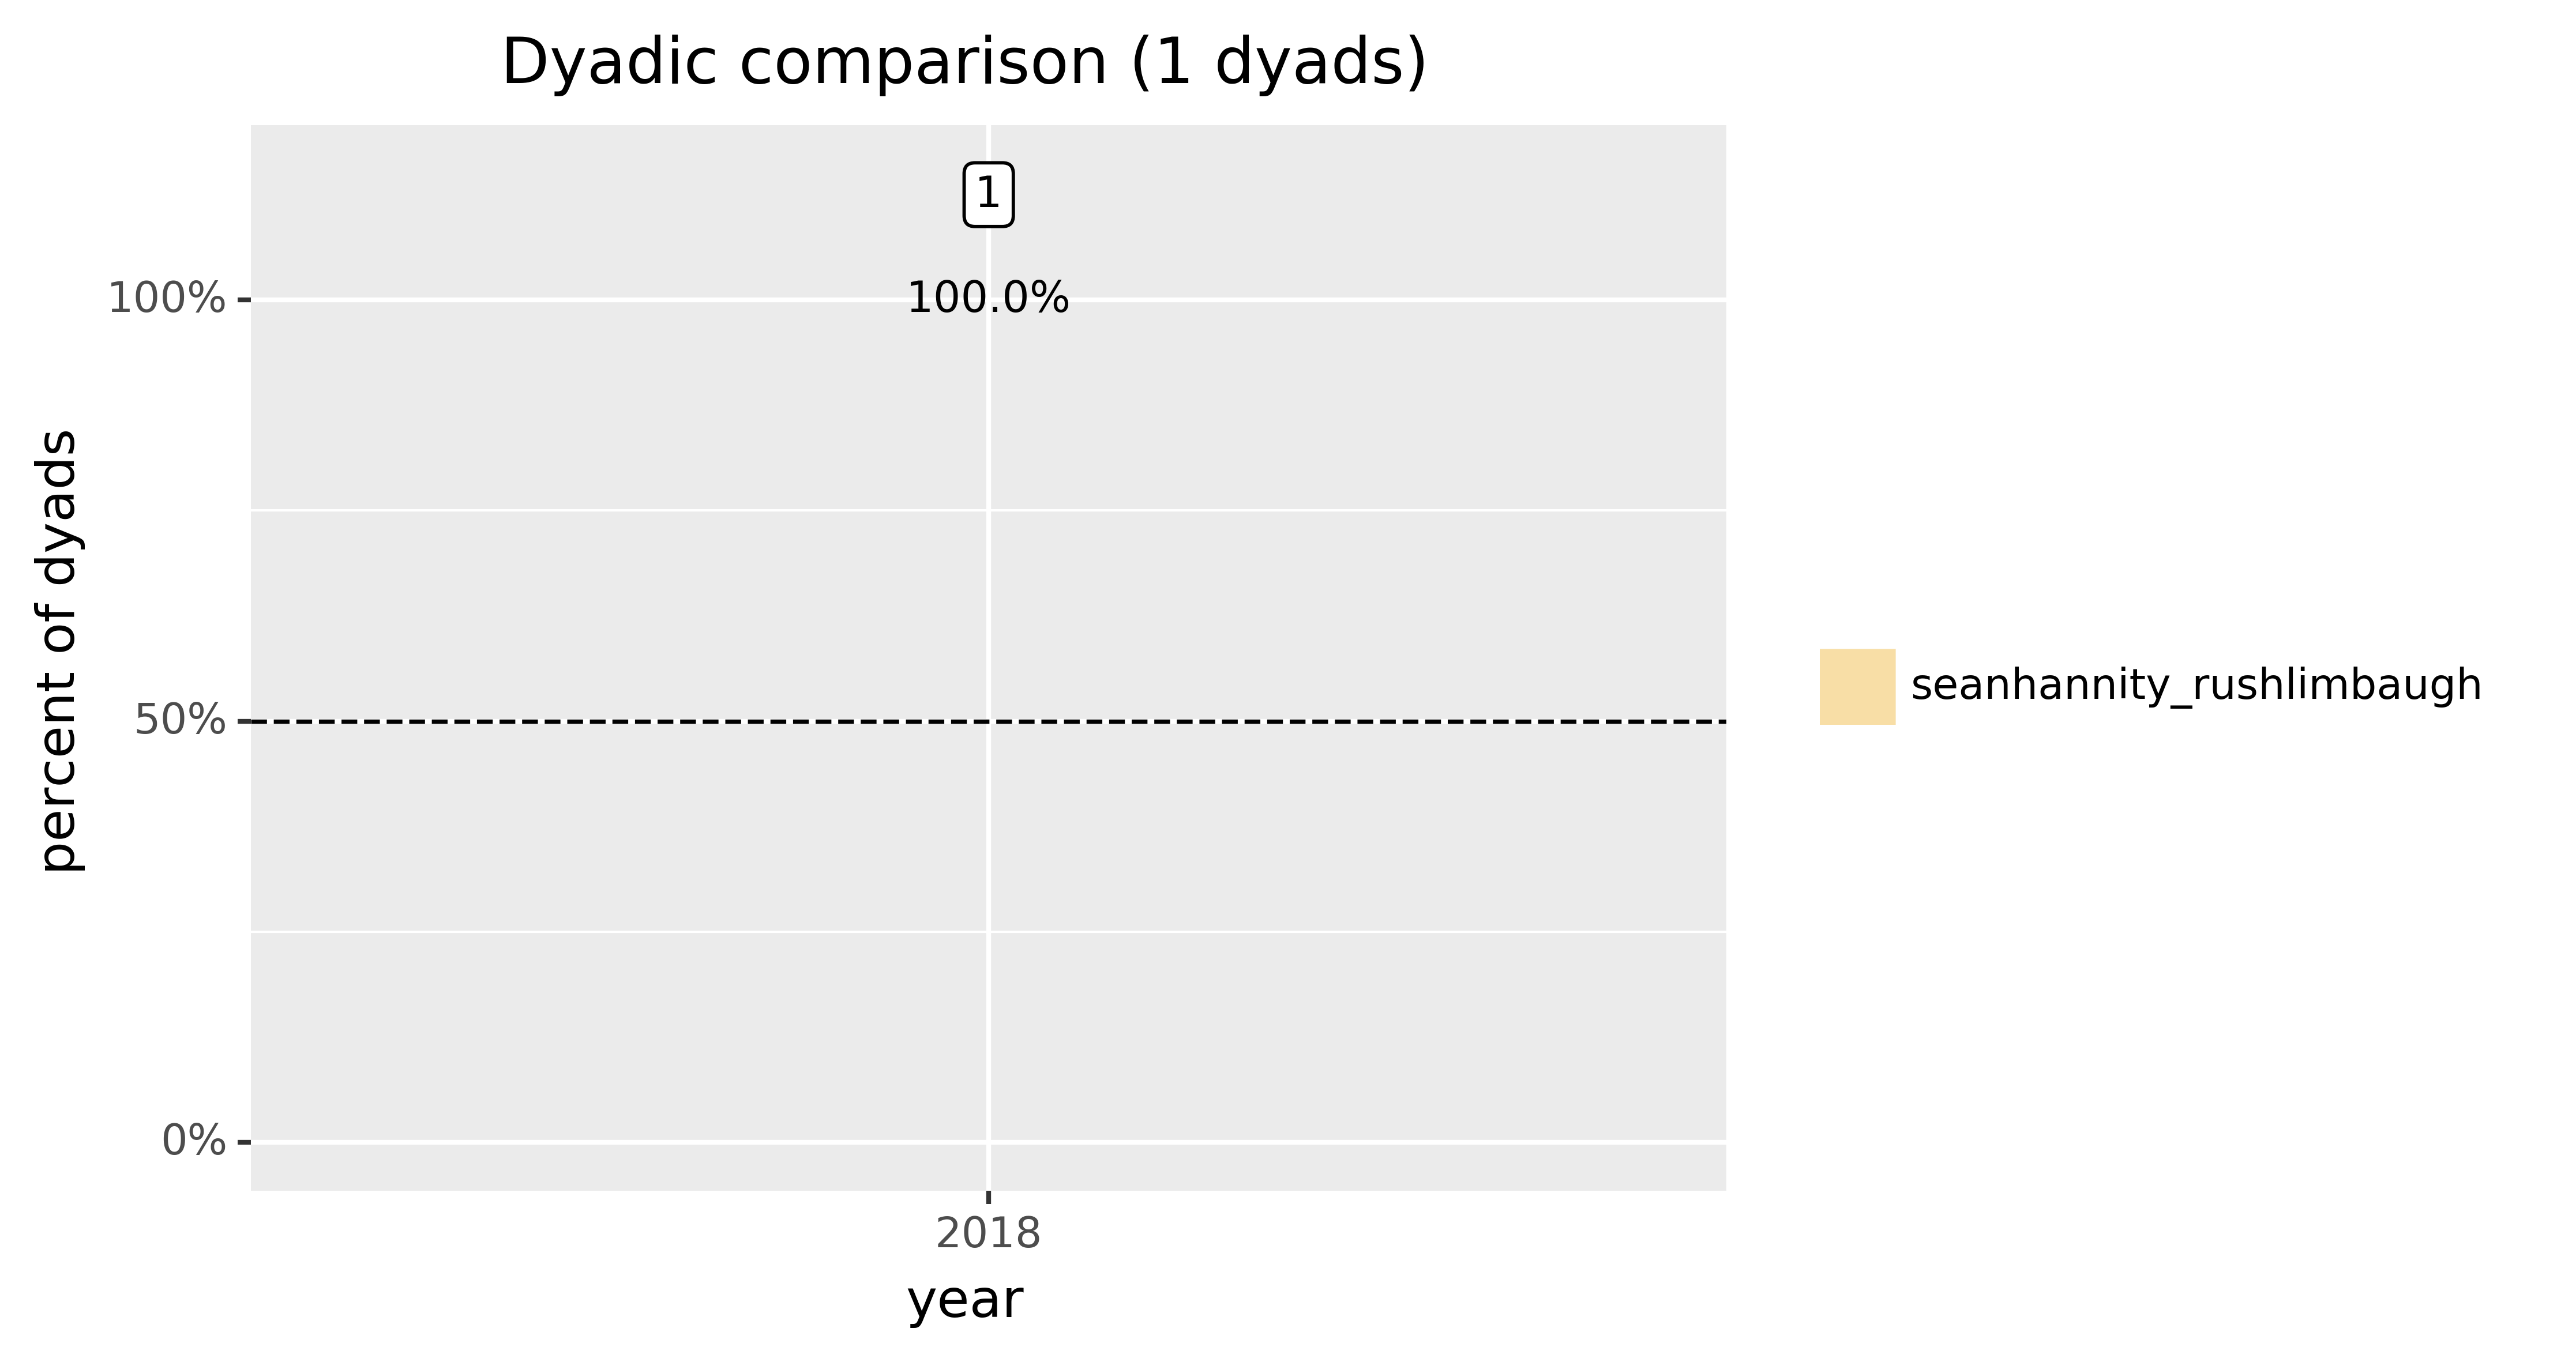 Dyadic comparison (1 dyads)
1
100.0%
100%
50%
0%
percent of dyads
2018
year
seanhannity_rushlimbaugh